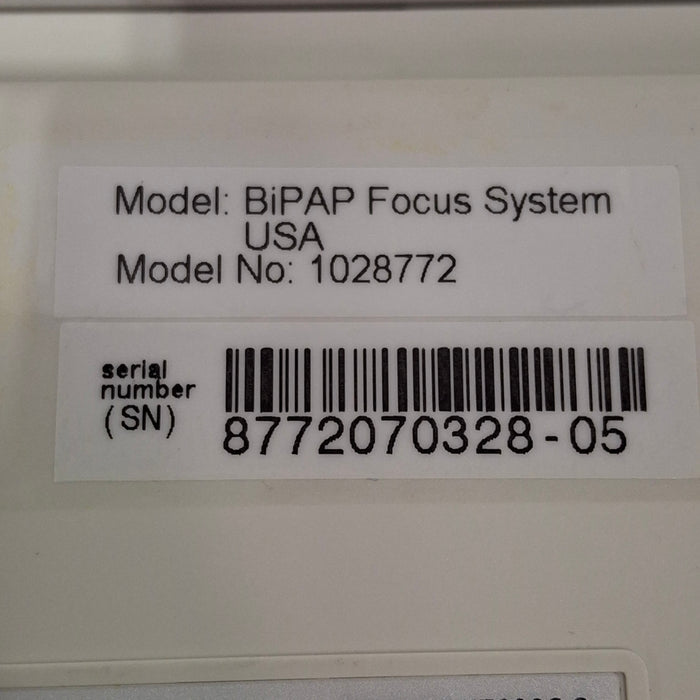 Model: BiPAP Focus System
USA
Model No: 1028772
serial
number
(SN)
8772070328-05